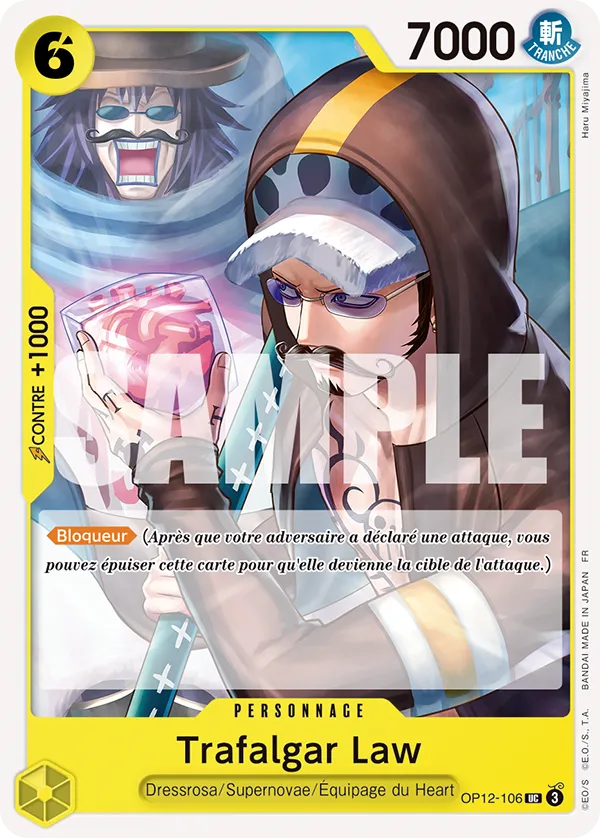 6
7000
斬
TRANCHE
Haru Miyajima
CONTRE +1000
SAMPLE
Bloqueur (Après que votre adversaire a déclaré une attaque, vous
pouvez épuiser cette carte pour qu'elle devienne la cible de l'attaque.)
PERSONNAGE
Trafalgar Law
Dressrosa/Supernovae/Équipage du Heart
OP12-106 UC 3
©E.O/S ©E.O./S., T.A. BANDAI MADE IN JAPAN FR